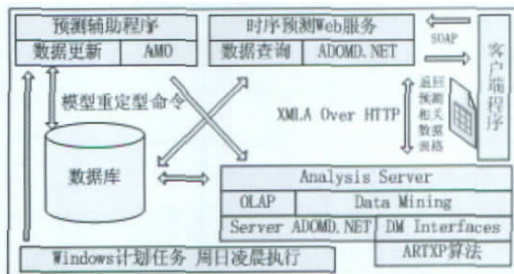 预测辅助程序
数据更新
AMO
时序预测Web服务
数据查询
ADOMD.NET
SOAP
客户端程序
模型重定型命令
XMLA Over HTTP
返回
预测
相关
数据
表格
数据库
Analysis Server
OLAP
Data Mining
Server ADOMD.NET
DM Interfaces
ARTXP算法
Windows计划任务 周日凌晨执行